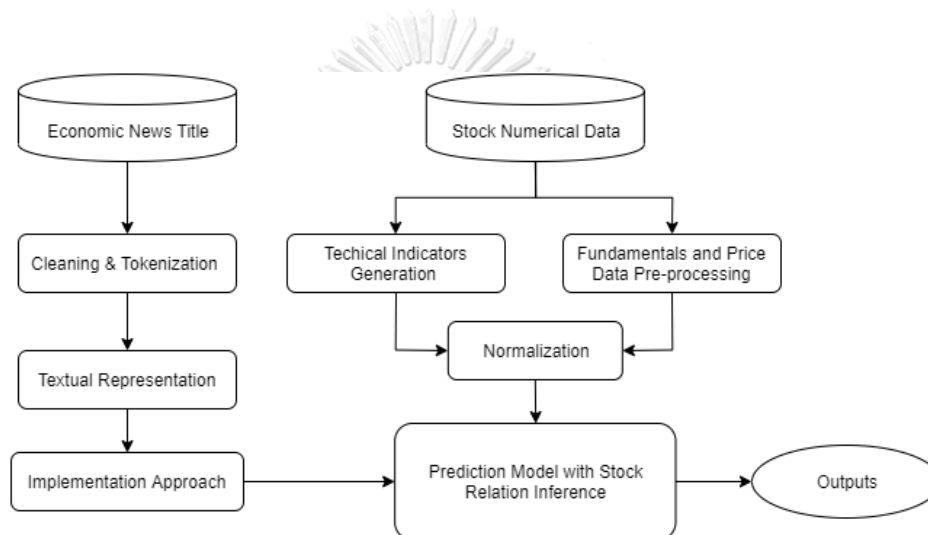 Economic News Title
Stock Numerical Data
Cleaning & Tokenization
Techical Indicators
Generation
Fundamentals and Price
Data Pre-processing
Normalization
Textual Representation
Implementation Approach
Prediction Model with Stock
Relation Inference
Outputs